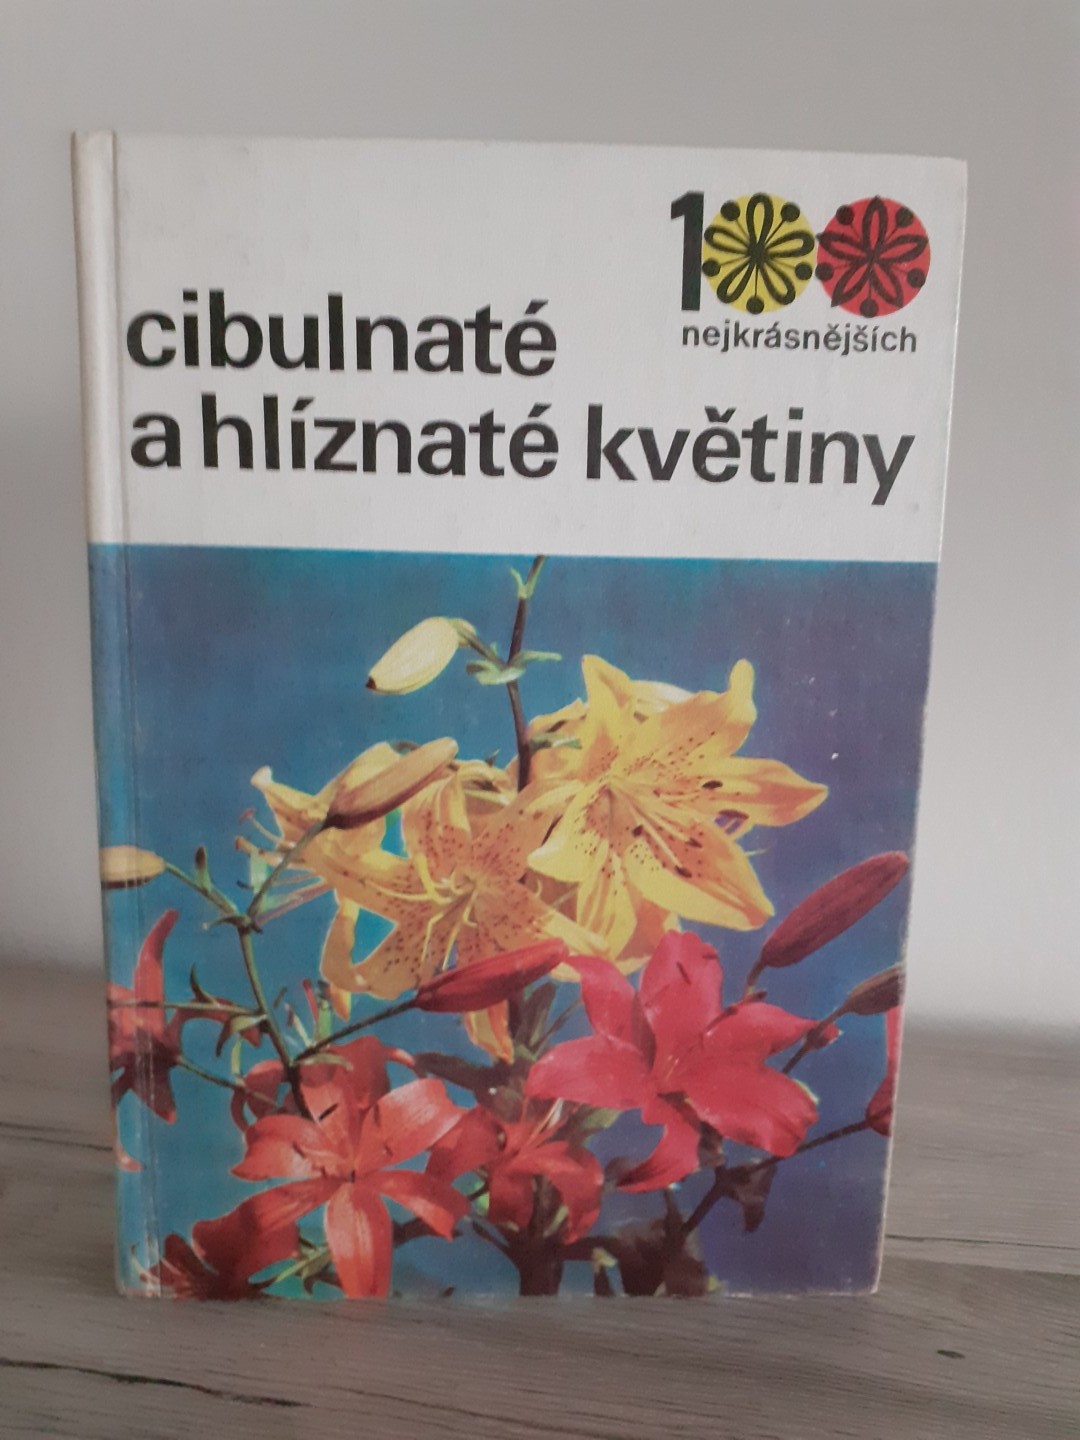 100
nejkrásnějších
cibulnaté
a hlíznaté květiny